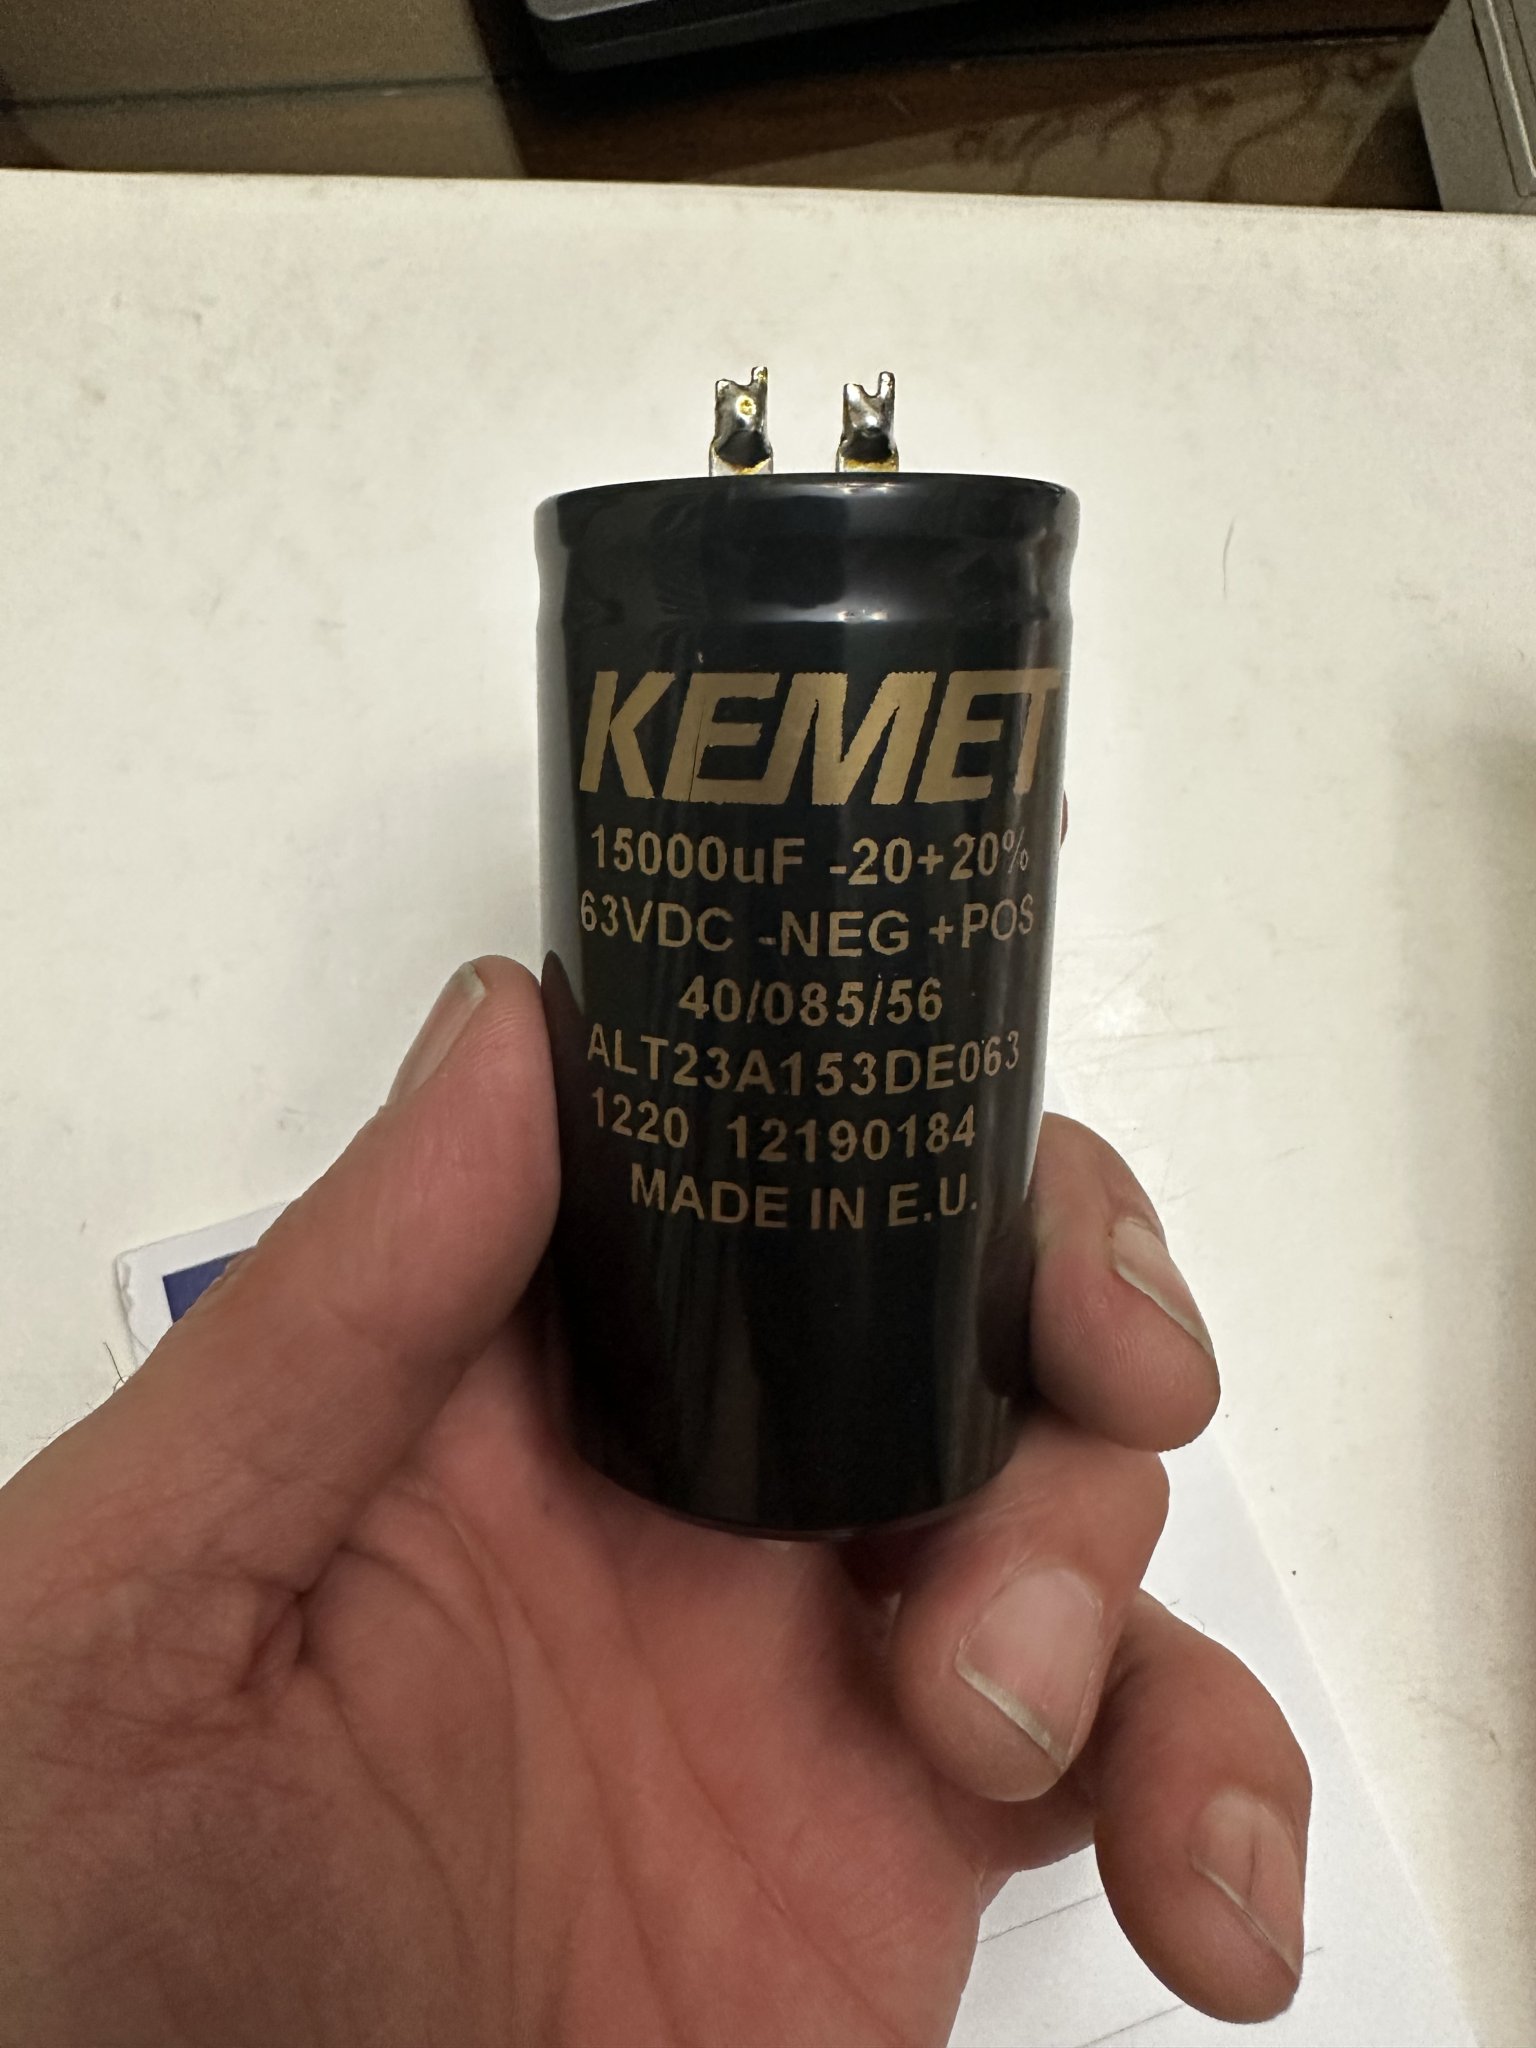 KEMET
15000uF -20+20%
63VDC -NEG +POS
40/085/56
ALT23A153DE063
1220 12190184
MADE IN E.U.